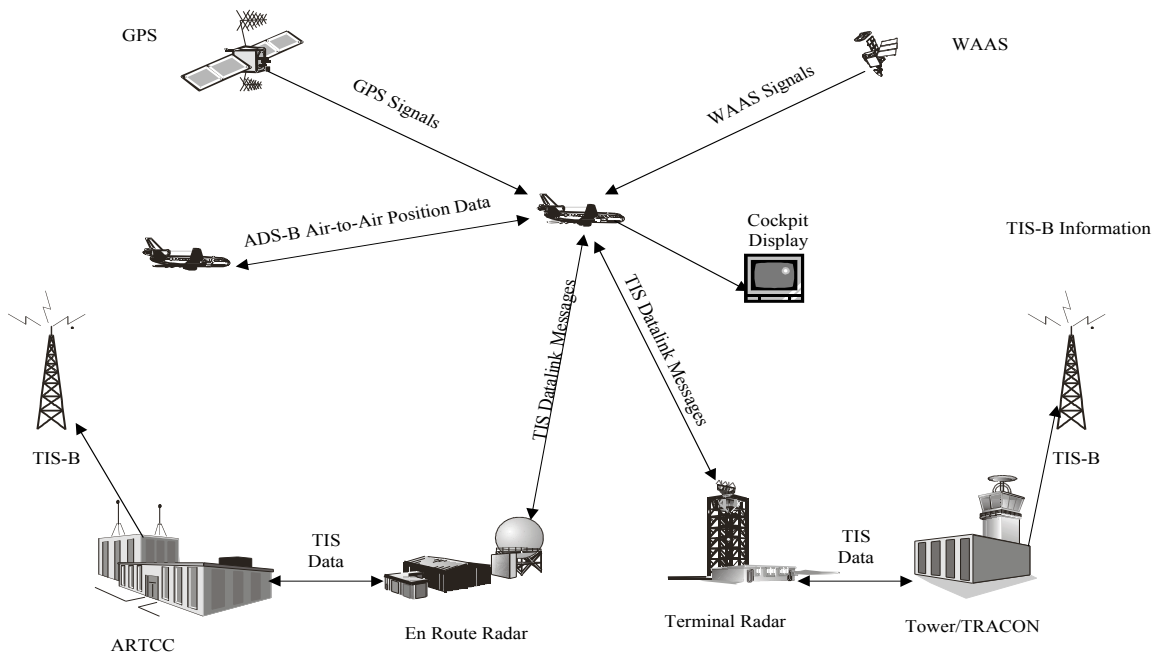 GPS
WAAS
GPS Signals
WAAS Signals
ADS-B Air-to-Air Position Data
Cockpit
Display
TIS-B Information
TIS Datalink Messages
TIS Datalink Messages
TIS-B
TIS-B
TIS
Data
TIS
Data
ARTCC
En Route Radar
Terminal Radar
Tower/TRACON